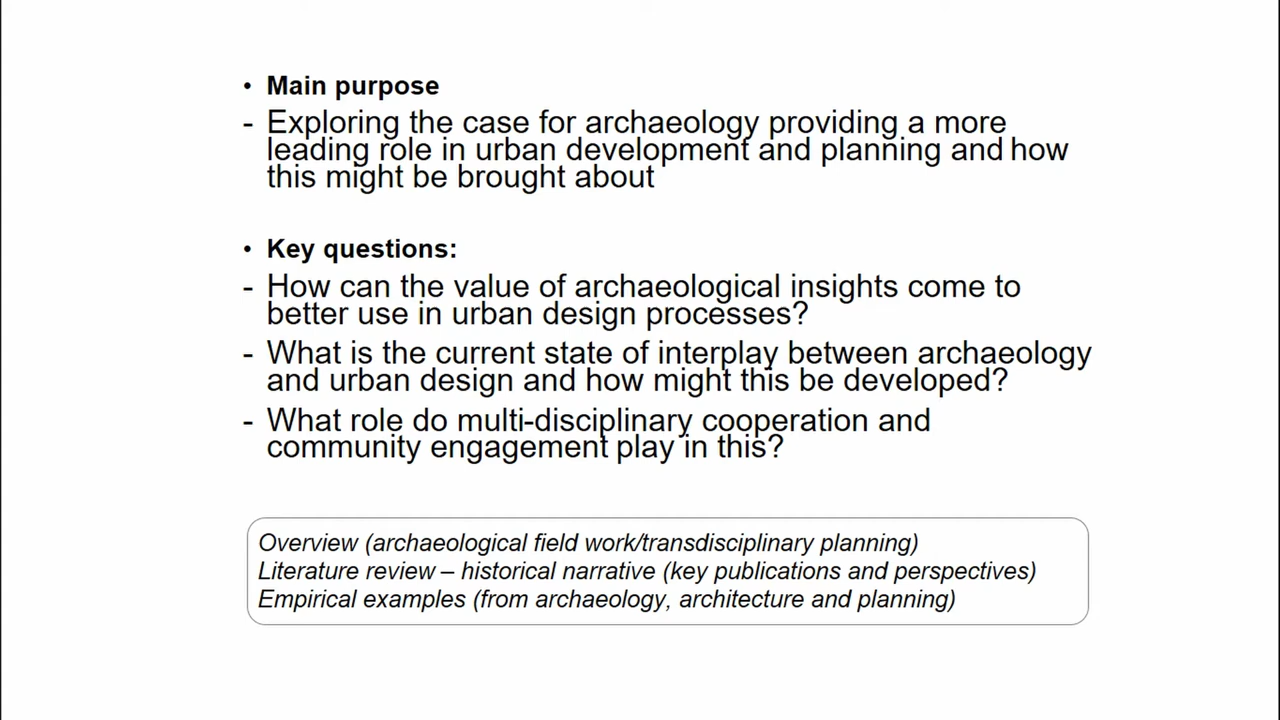 • Main purpose
- Exploring the case for archaeology providing a more
leading role in urban development and planning and how
this might be brought about
• Key questions:
- How can the value of archaeological insights come to
better use in urban design processes?
- What is the current state of interplay between archaeology
and urban design and how might this be developed?
- What role do multi-disciplinary cooperation and
community engagement play in this?
Overview (archaeological field work/transdisciplinary planning)
Literature review – historical narrative (key publications and perspectives)
Empirical examples (from archaeology, architecture and planning)